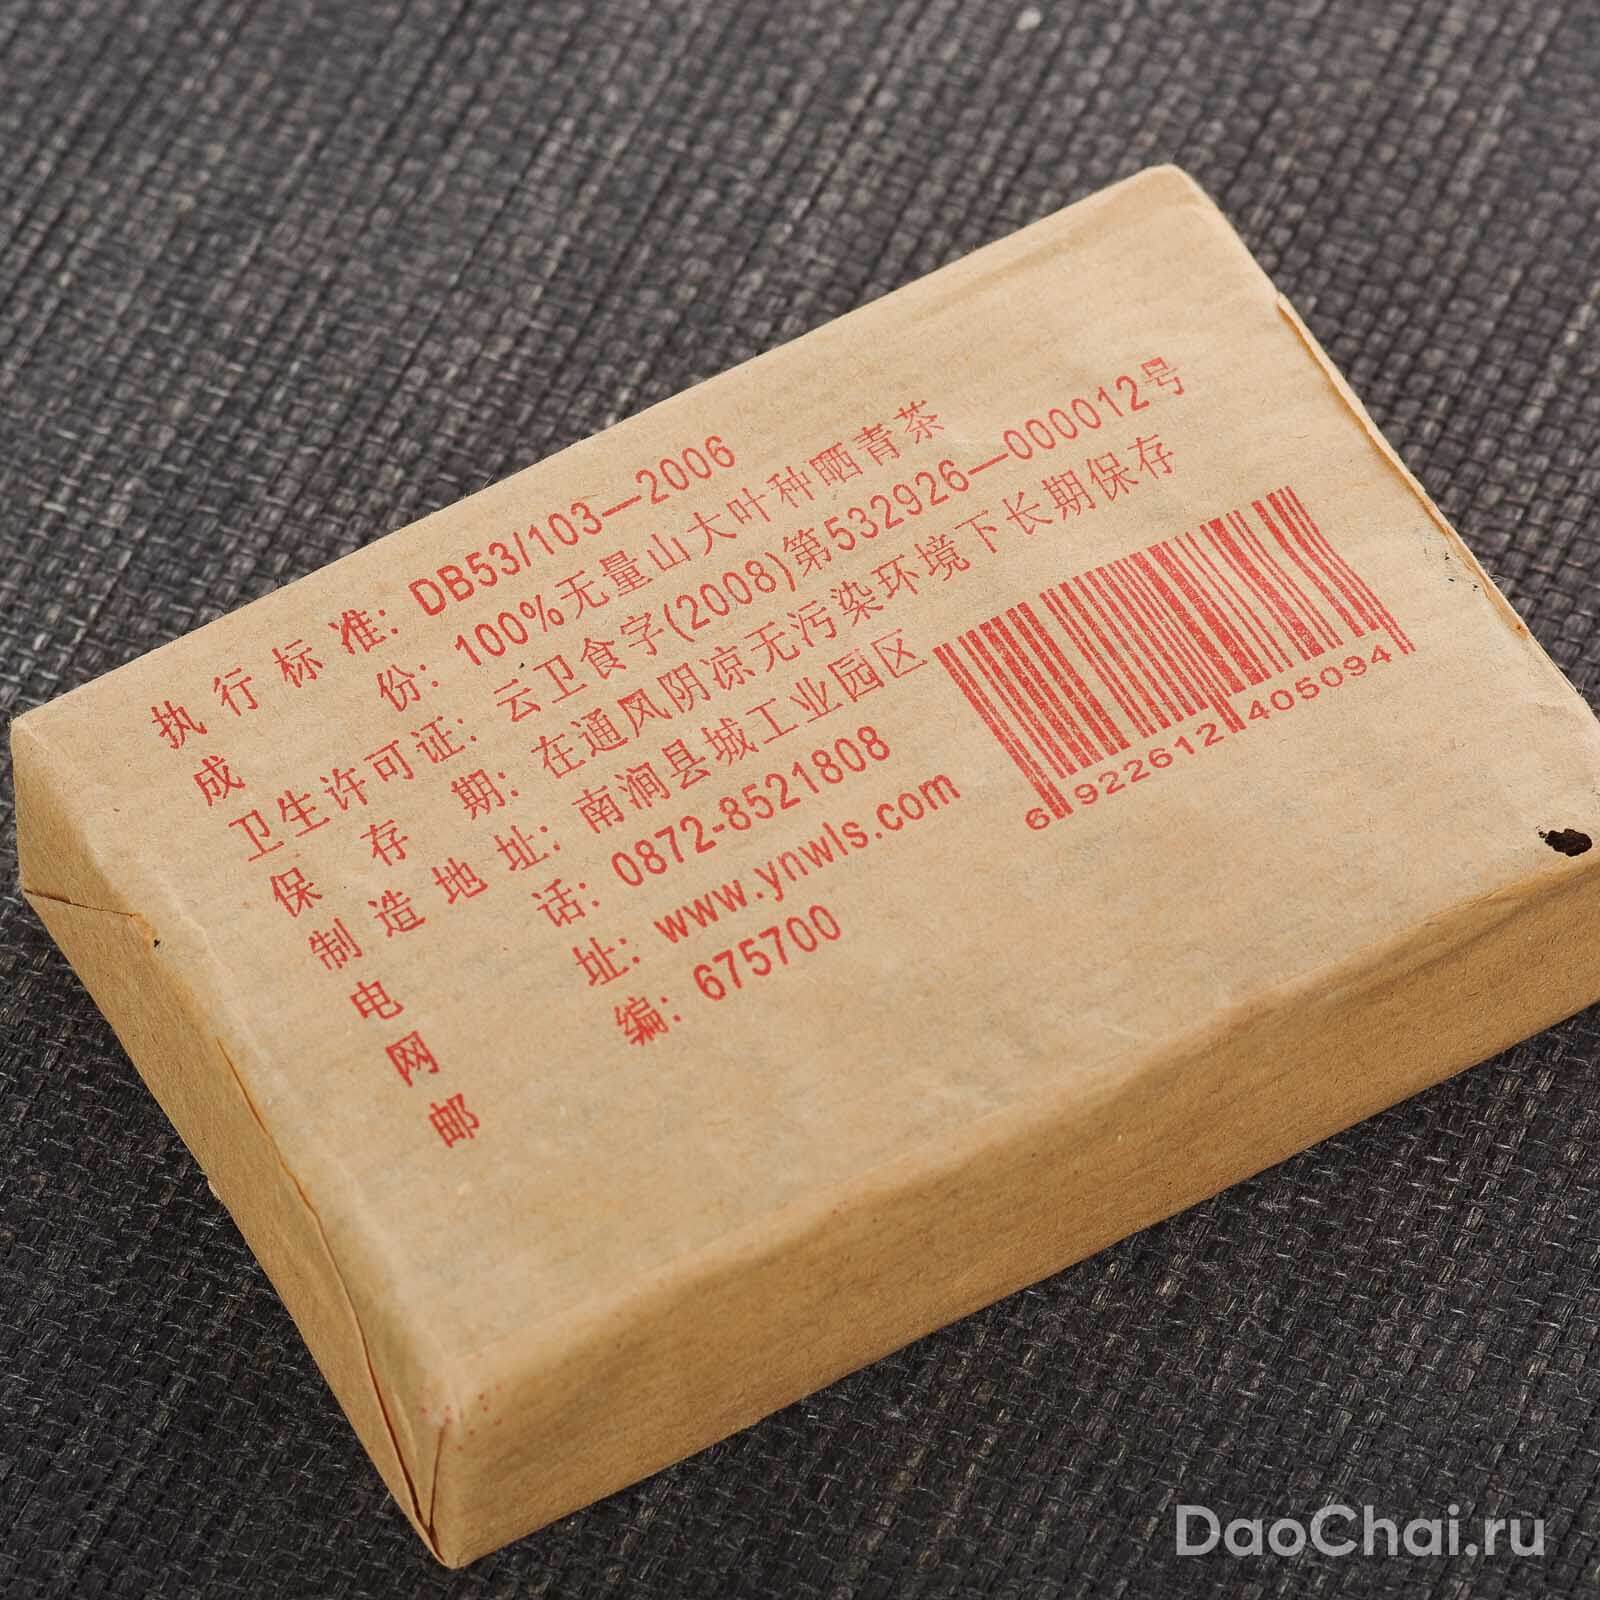 执行标准：DB53/103—2006
成份：100%无量山大叶种晒青茶
卫生许可证：云卫食字(2008)第532926—000012号
保存期：在通风阴凉无污染环境下长期保存
制造地址：南涧县城工业园区
电话：0872-8521808
网址：www.ynwls.com
邮编：675700
6 922612 405094
DaoChai.ru